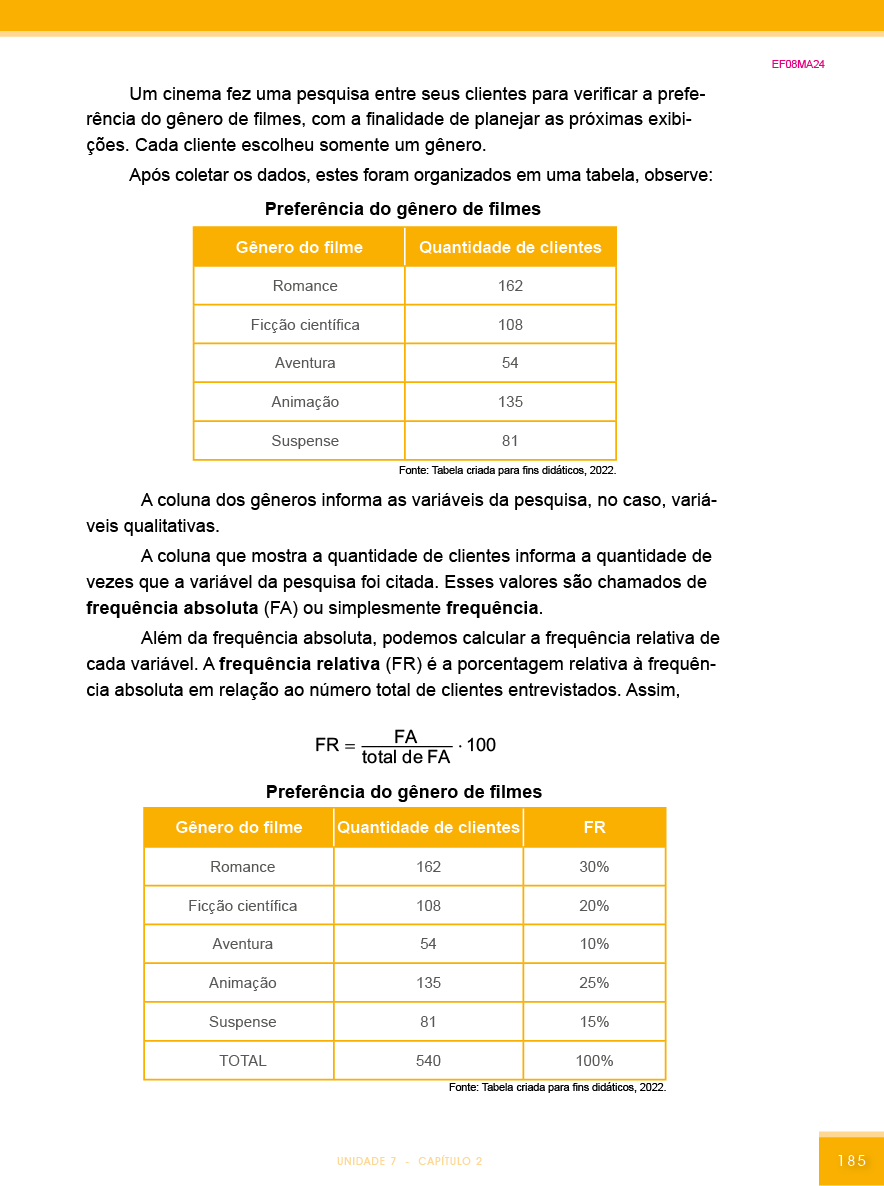 EF08MA24
Um cinema fez uma pesquisa entre seus clientes para verificar a prefe-
rência do gênero de filmes, com a finalidade de planejar as próximas exibi-
ções. Cada cliente escolheu somente um gênero.
Após coletar os dados, estes foram organizados em uma tabela, observe:
Preferência do gênero de filmes
Gênero do filme Quantidade de clientes
Romance 162
Ficção científica 108
Aventura 54
Animação 135
Suspense 81
Fonte: Tabela criada para fins didáticos, 2022.
A coluna dos gêneros informa as variáveis da pesquisa, no caso, variá-
veis qualitativas.
A coluna que mostra a quantidade de clientes informa a quantidade de
vezes que a variável da pesquisa foi citada. Esses valores são chamados de
frequência absoluta (FA) ou simplesmente frequência.
Além da frequência absoluta, podemos calcular a frequência relativa de
cada variável. A frequência relativa (FR) é a porcentagem relativa à frequên-
cia absoluta em relação ao número total de clientes entrevistados. Assim,
FR = FA / total de FA · 100
Preferência do gênero de filmes
Gênero do filme Quantidade de clientes FR
Romance 162 30%
Ficção científica 108 20%
Aventura 54 10%
Animação 135 25%
Suspense 81 15%
TOTAL 540 100%
Fonte: Tabela criada para fins didáticos, 2022.
UNIDADE 7 - CAPÍTULO 2
185